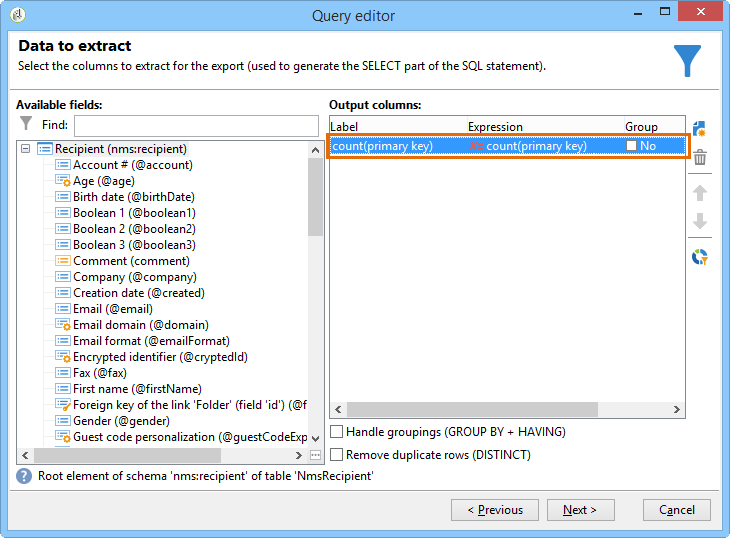 Query editor
Data to extract
Select the columns to extract for the export (used to generate the SELECT part of the SQL statement).
Available fields:
Find:
Recipient (nms:recipient)
Account # (@account)
Age (@age)
Birth date (@birthDate)
Boolean 1 (@boolean1)
Boolean 2 (@boolean2)
Boolean 3 (@boolean3)
Comment (comment)
Company (@company)
Creation date (@created)
Email (@email)
Email domain (@domain)
Email format (@emailFormat)
Encrypted identifier (@cryptedId)
Fax (@fax)
First name (@firstName)
Foreign key of the link 'Folder' (field 'id') (@f
Gender (@gender)
Guest code personalization (@guestCodeExp
Output columns:
Label Expression Group
count(primary key) count(primary key) No
Handle groupings (GROUP BY + HAVING)
Remove duplicate rows (DISTINCT)
Root element of schema 'nms:recipient' of table 'NmsRecipient'
< Previous Next > Cancel